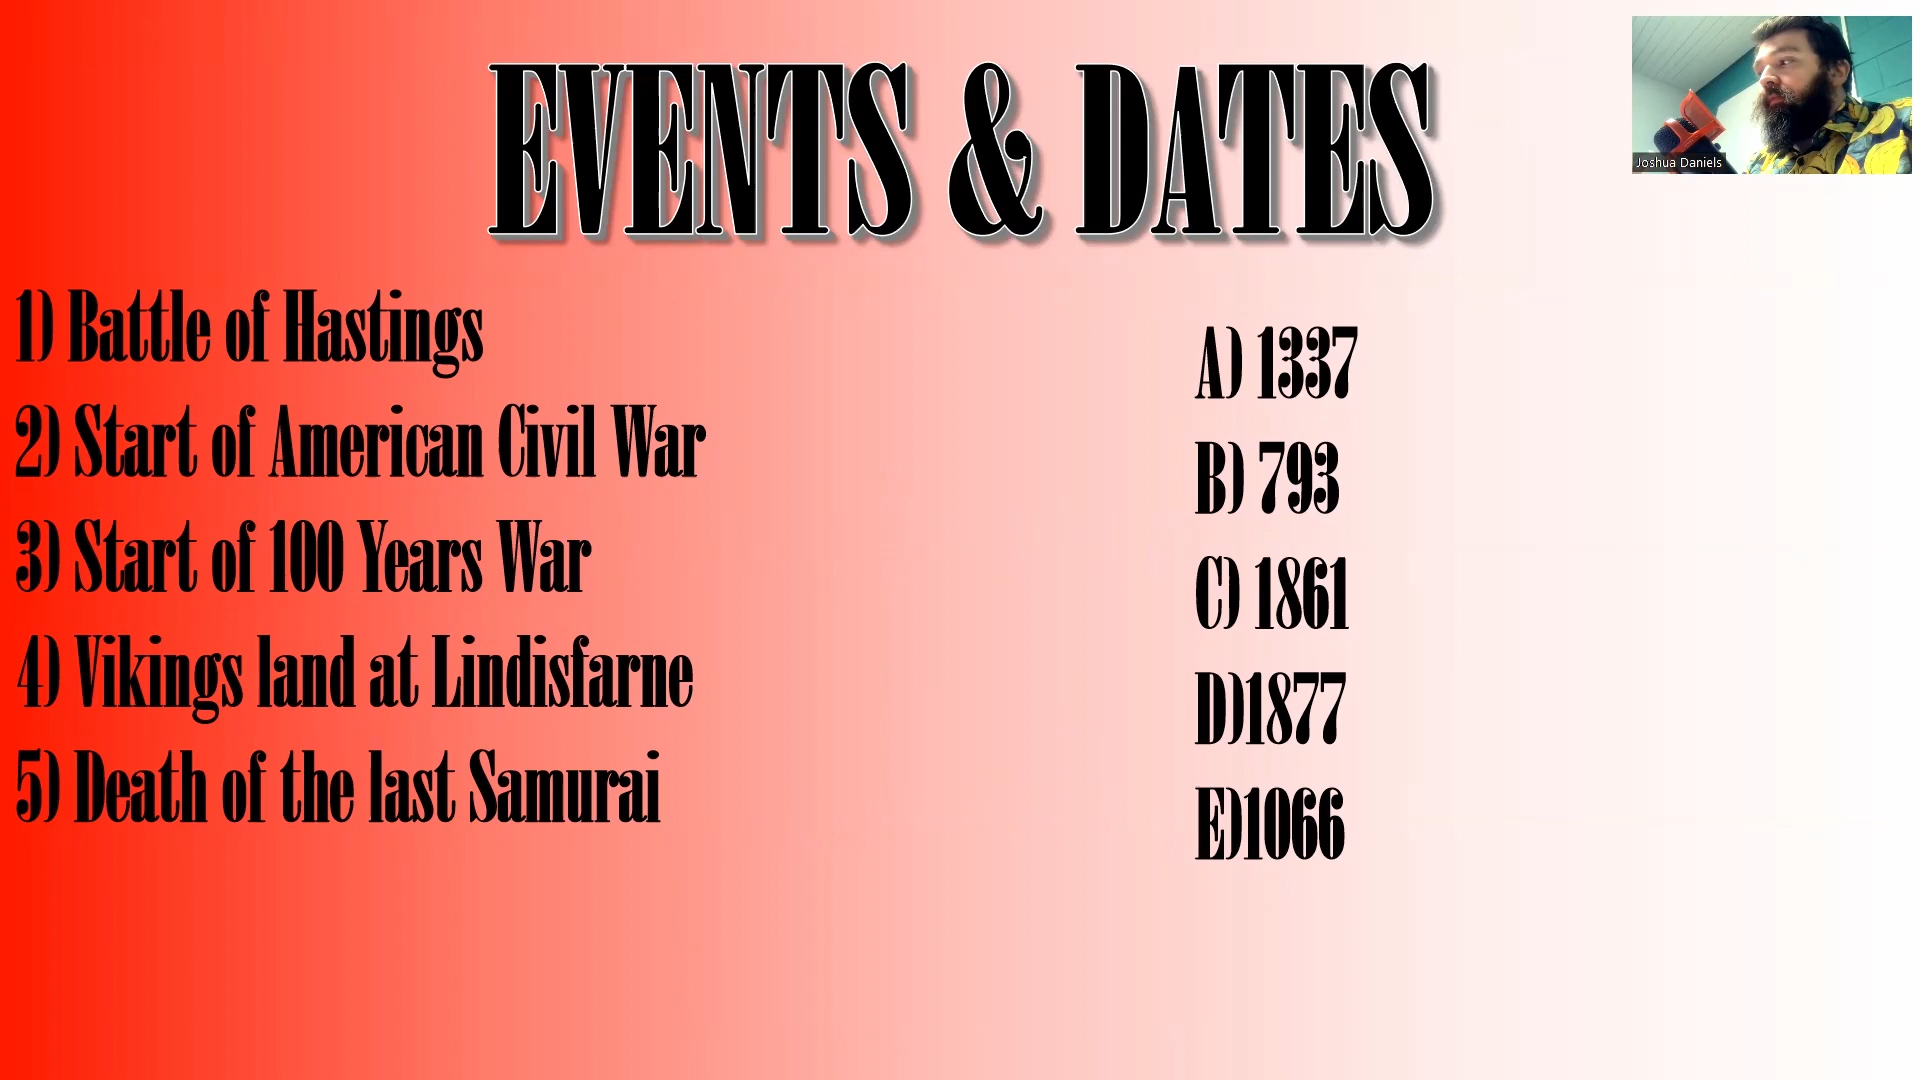 EVENTS & DATES
Joshua Daniels
1) Battle of Hastings
2) Start of American Civil War
3) Start of 100 Years War
4) Vikings land at Lindisfarne
5) Death of the last Samurai
A) 1337
B) 793
C) 1861
D)1877
E)1066